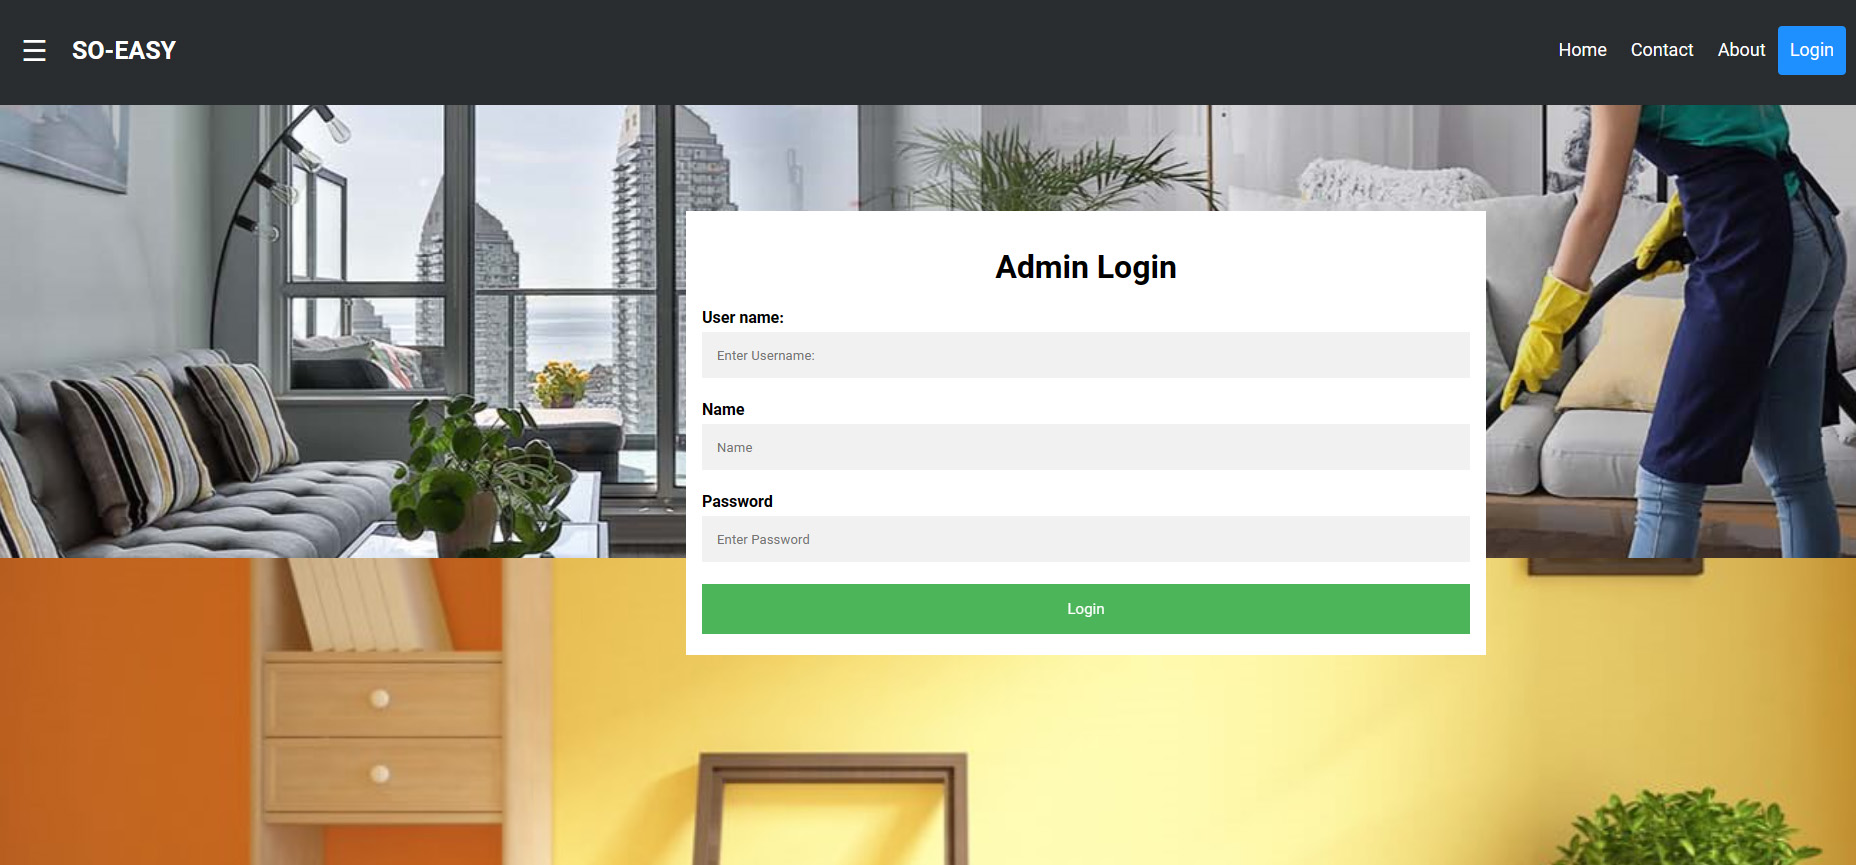 ☰ SO-EASY
Home Contact About Login
Admin Login
User name:
Enter Username:
Name
Name
Password
Enter Password
Login